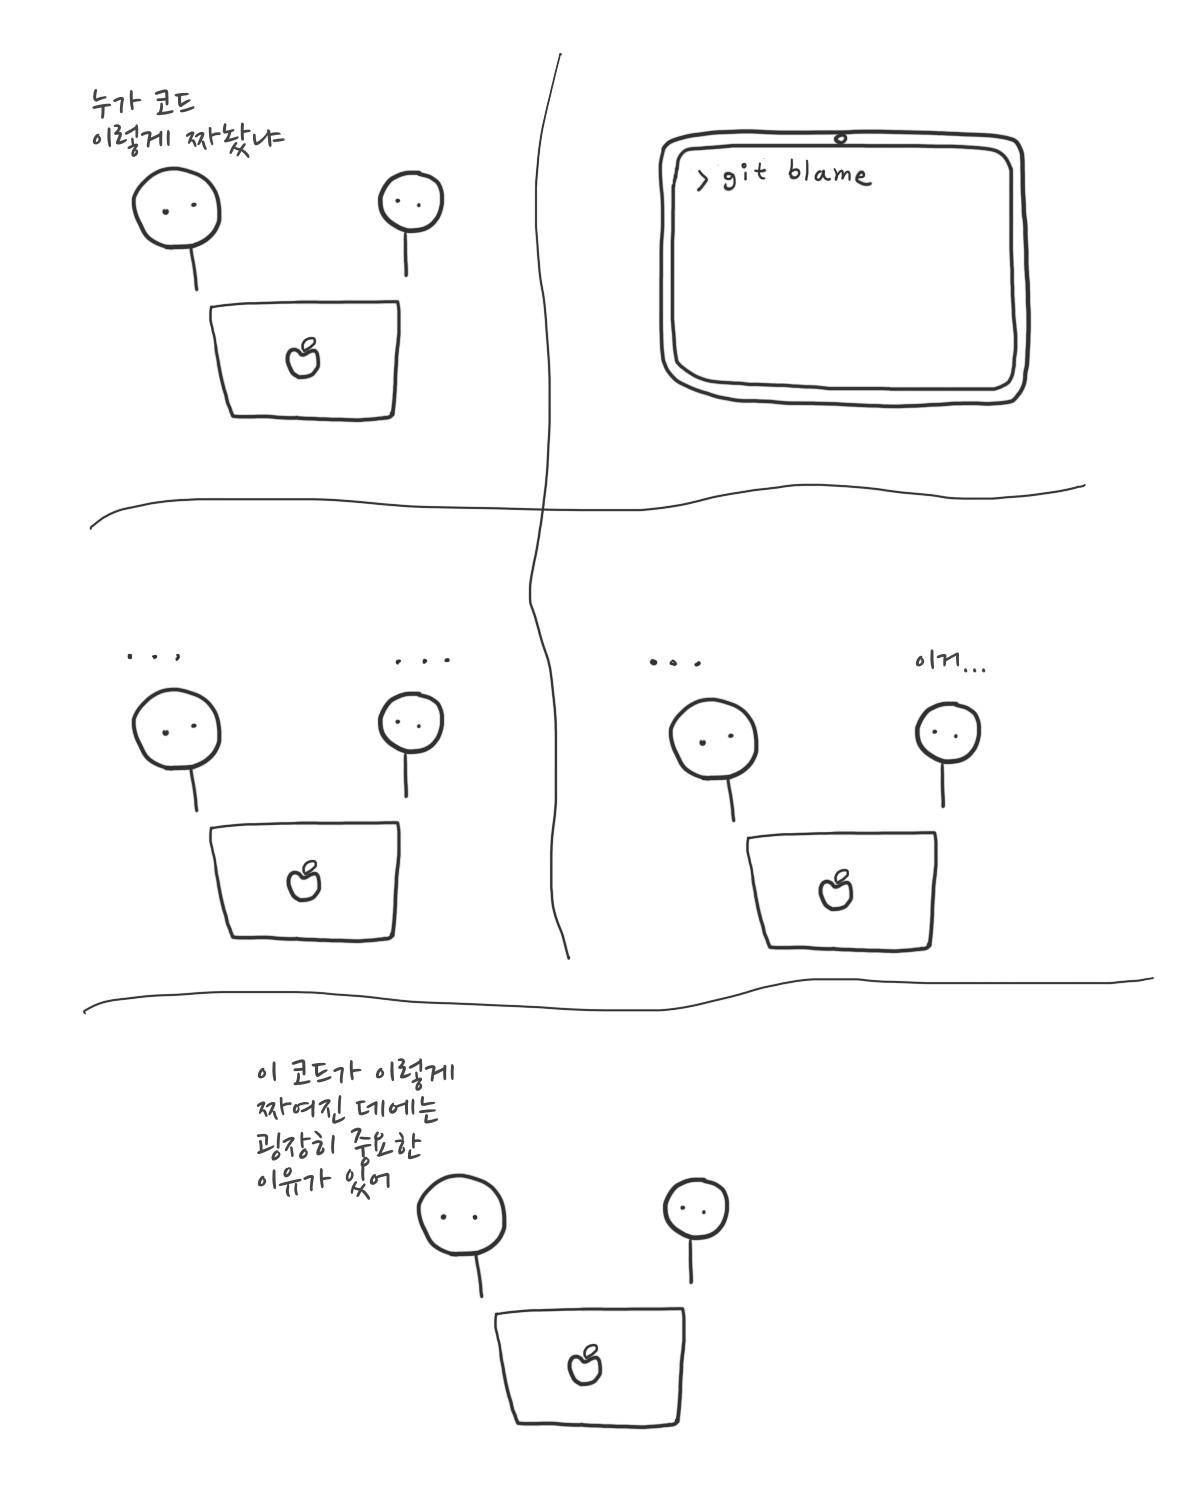 누가 코드
이렇게 짜놨냐
> git blame
...
...
...
이거...
이 코드가 이렇게
짜여진 데에는
굉장히 중요한
이유가 있어